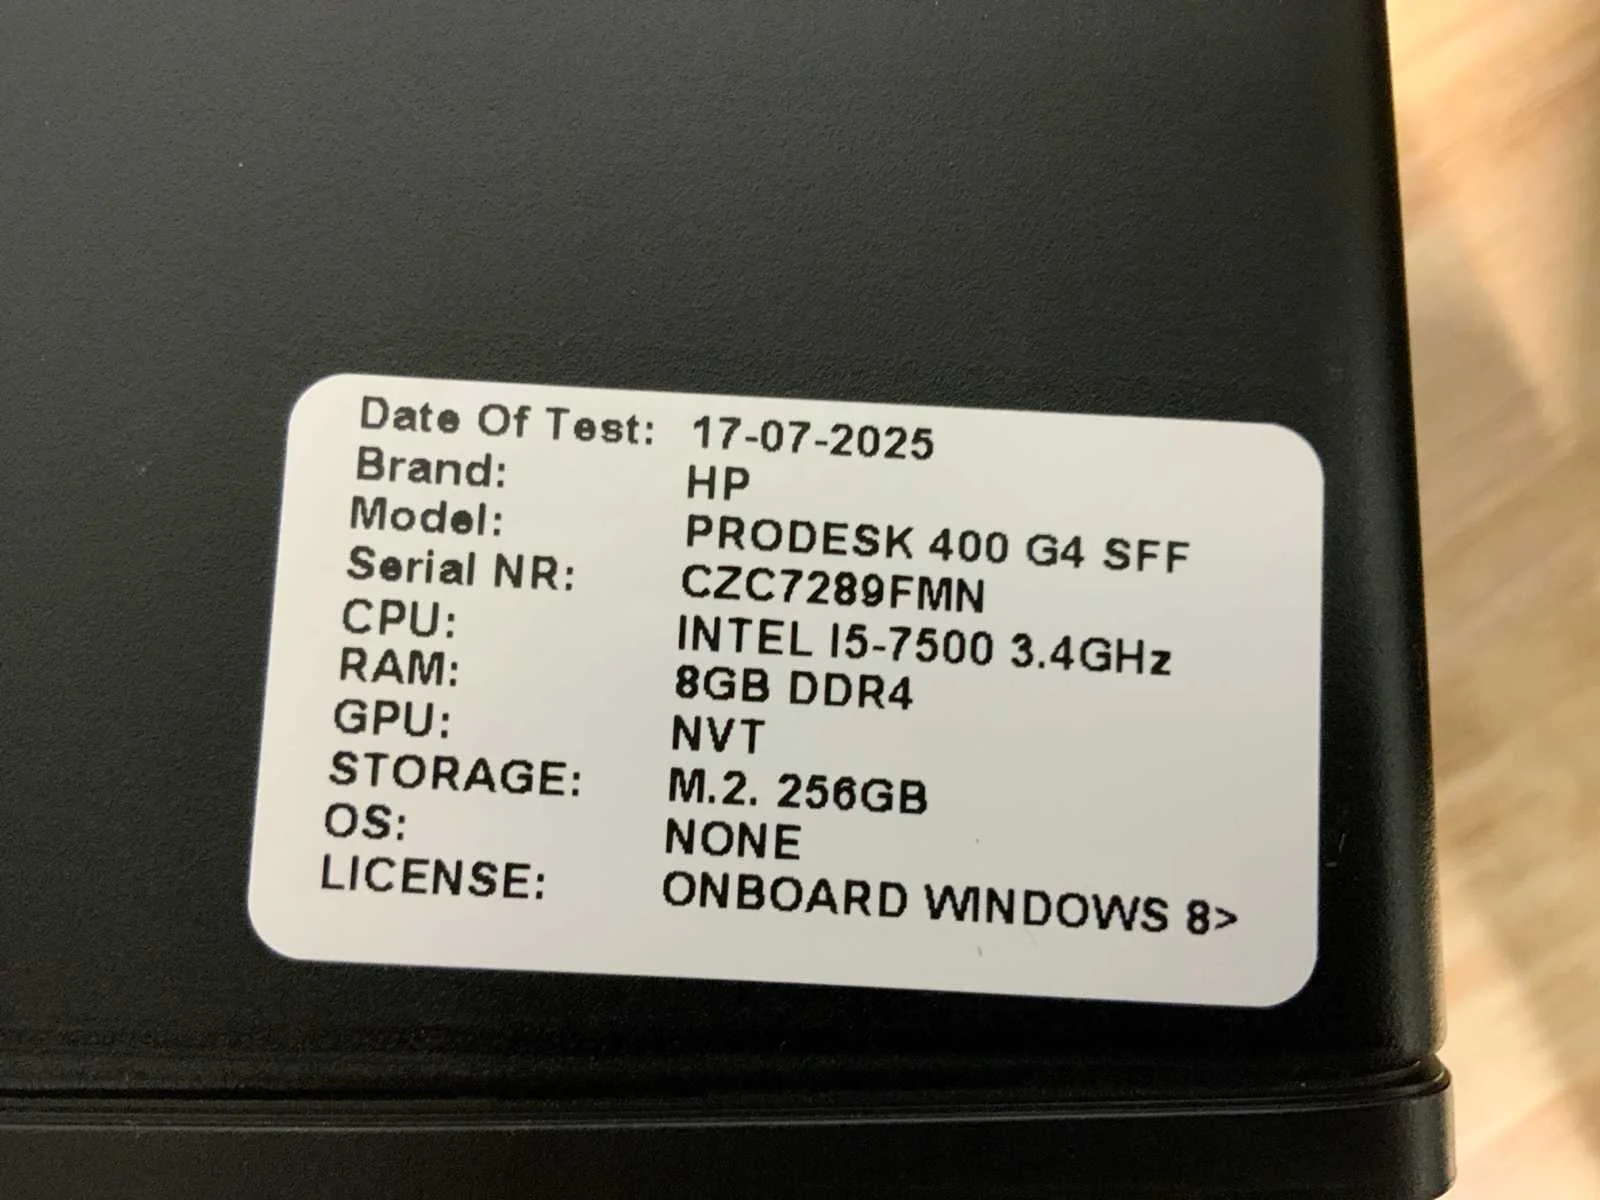 Date Of Test: 17-07-2025
Brand: HP
Model: PRODESK 400 G4 SFF
Serial NR: CZC7289FMN
CPU: INTEL I5-7500 3.4GHz
RAM: 8GB DDR4
GPU: NVT
STORAGE: M.2. 256GB
OS: NONE
LICENSE: ONBOARD WINDOWS 8>